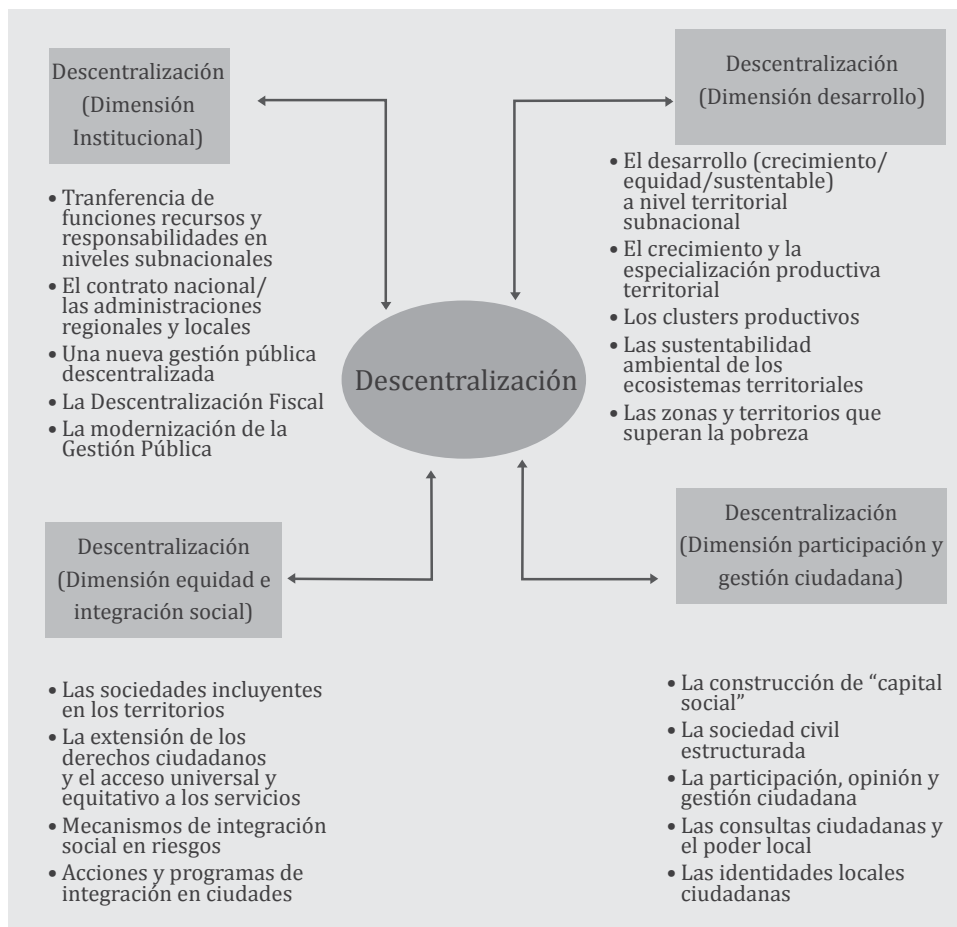 Descentralización
(Dimensión
Institucional)
• Tranferencia de
funciones recursos y
responsabilidades en
niveles subnacionales
• El contrato nacional/
las administraciones
regionales y locales
• Una nueva gestión pública
descentralizada
• La Descentralización Fiscal
• La modernización de la
Gestión Pública
Descentralización
(Dimensión desarrollo)
• El desarrollo (crecimiento/
equidad/sustentable)
a nivel territorial
subnacional
• El crecimiento y la
especialización productiva
territorial
• Los clusters productivos
• Las sustentabilidad
ambiental de los
ecosistemas territoriales
• Las zonas y territorios que
superan la pobreza
Descentralización
Descentralización
(Dimensión equidad e
integración social)
• Las sociedades incluyentes
en los territorios
• La extensión de los
derechos ciudadanos
y el acceso universal y
equitativo a los servicios
• Mecanismos de integración
social en riesgos
• Acciones y programas de
integración en ciudades
Descentralización
(Dimensión participación y
gestión ciudadana)
• La construcción de “capital
social”
• La sociedad civil
estructurada
• La participación, opinión y
gestión ciudadana
• Las consultas ciudadanas y
el poder local
• Las identidades locales
ciudadanas